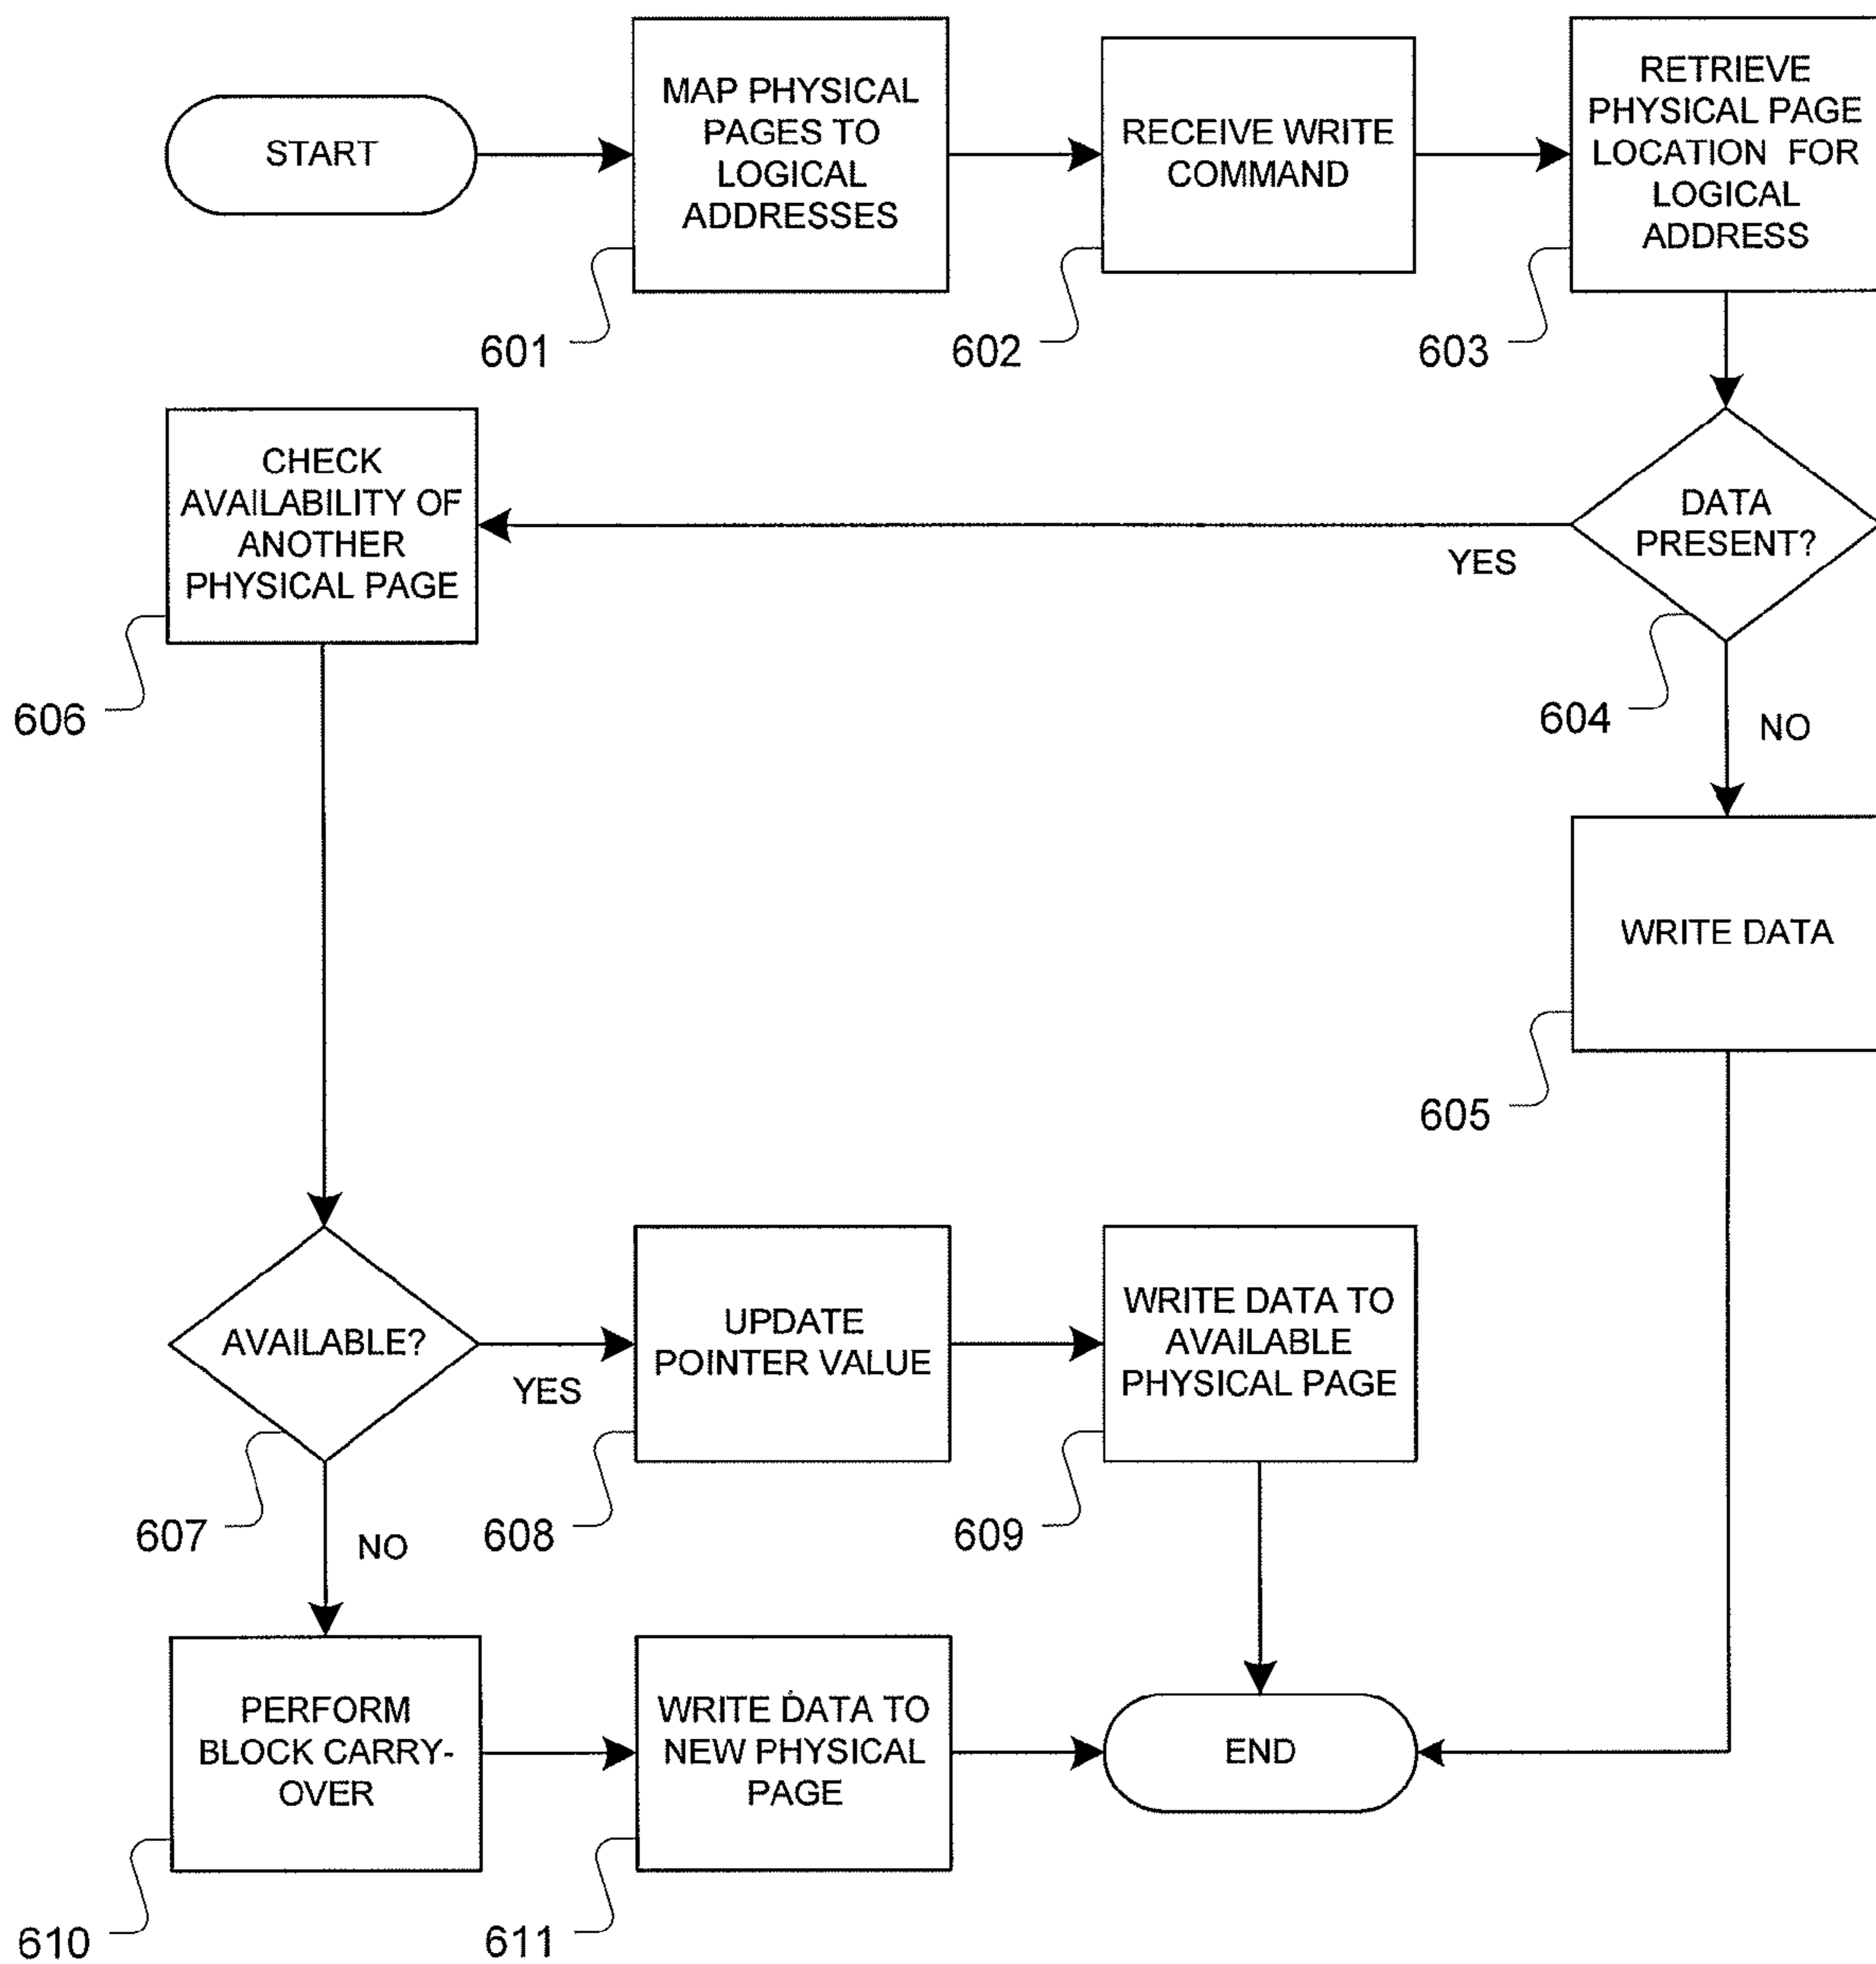 START
MAP PHYSICAL
PAGES TO
LOGICAL
ADDRESSES
601
RECEIVE WRITE
COMMAND
602
RETRIEVE
PHYSICAL PAGE
LOCATION FOR
LOGICAL
ADDRESS
603
DATA
PRESENT?
604
YES
NO
CHECK
AVAILABILITY OF
ANOTHER
PHYSICAL PAGE
606
WRITE DATA
605
AVAILABLE?
607
YES
NO
UPDATE
POINTER VALUE
608
WRITE DATA TO
AVAILABLE
PHYSICAL PAGE
609
PERFORM
BLOCK CARRY-
OVER
610
WRITE DATA TO
NEW PHYSICAL
PAGE
611
END